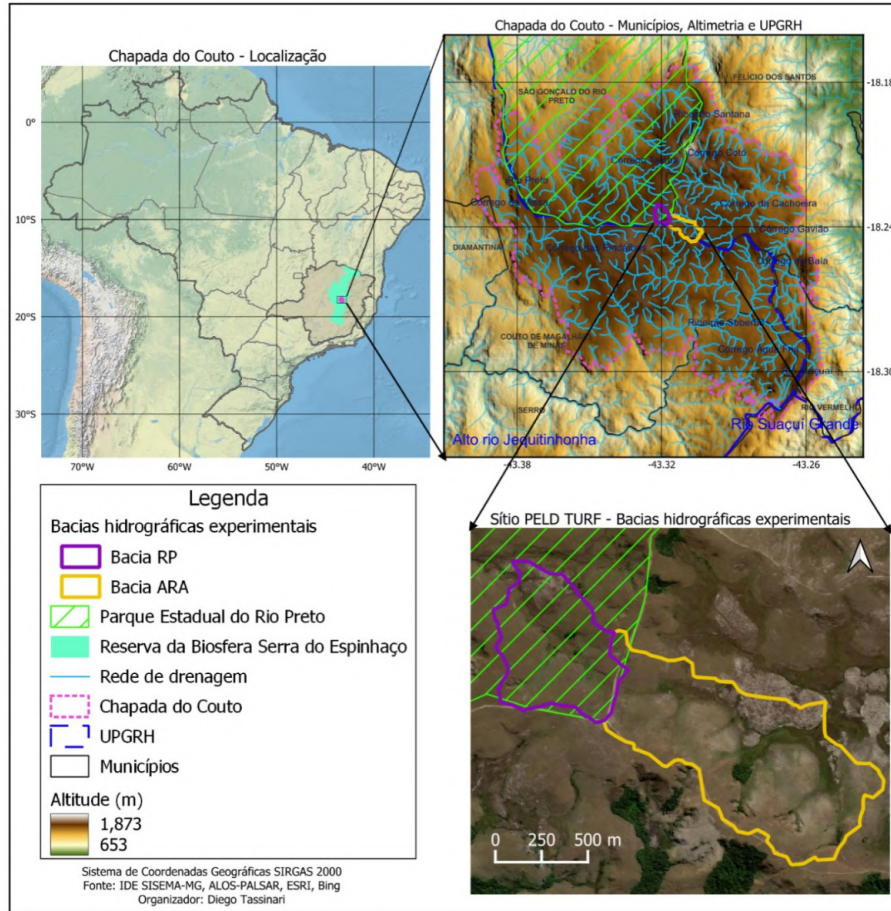 Chapada do Couto - Localização
0°
10°S
20°S
30°S
70°W 60°W 50°W 40°W
Chapada do Couto - Municípios, Altimetria e UPGRH
-18.18
-18.24
-18.30
-43.38 -43.32 -43.26
FELÍCIO DOS SANTOS
SÃO GONÇALO DO RIO
PRETO
Ribeirão Santana
Rio Preto
Córrego da Cachoeira
Córrego Gavião
DIAMANTINA
COUTO DE MAGALHÃES
DE MINAS
SERRO
RIO VERMELHO
Alto rio Jequitinhonha
Rio Suaçuí Grande
Legenda
Bacias hidrográficas experimentais
Bacia RP
Bacia ARA
Parque Estadual do Rio Preto
Reserva da Biosfera Serra do Espinhaço
Rede de drenagem
Chapada do Couto
UPGRH
Municípios
Altitude (m)
1,873
653
Sítio PELD TURF - Bacias hidrográficas experimentais
0 250 500 m
Sistema de Coordenadas Geográficas SIRGAS 2000
Fonte: IDE SISEMA-MG, ALOS-PALSAR, ESRI, Bing
Organizador: Diego Tassinari